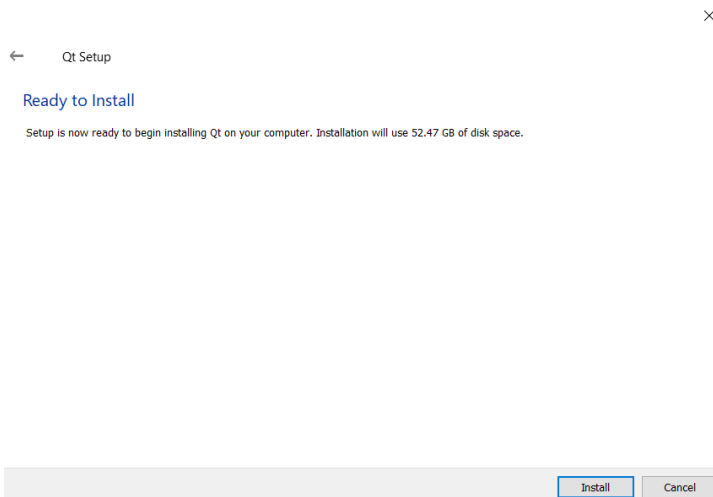 Qt Setup
Ready to Install
Setup is now ready to begin installing Qt on your computer. Installation will use 52.47 GB of disk space.
Install
Cancel